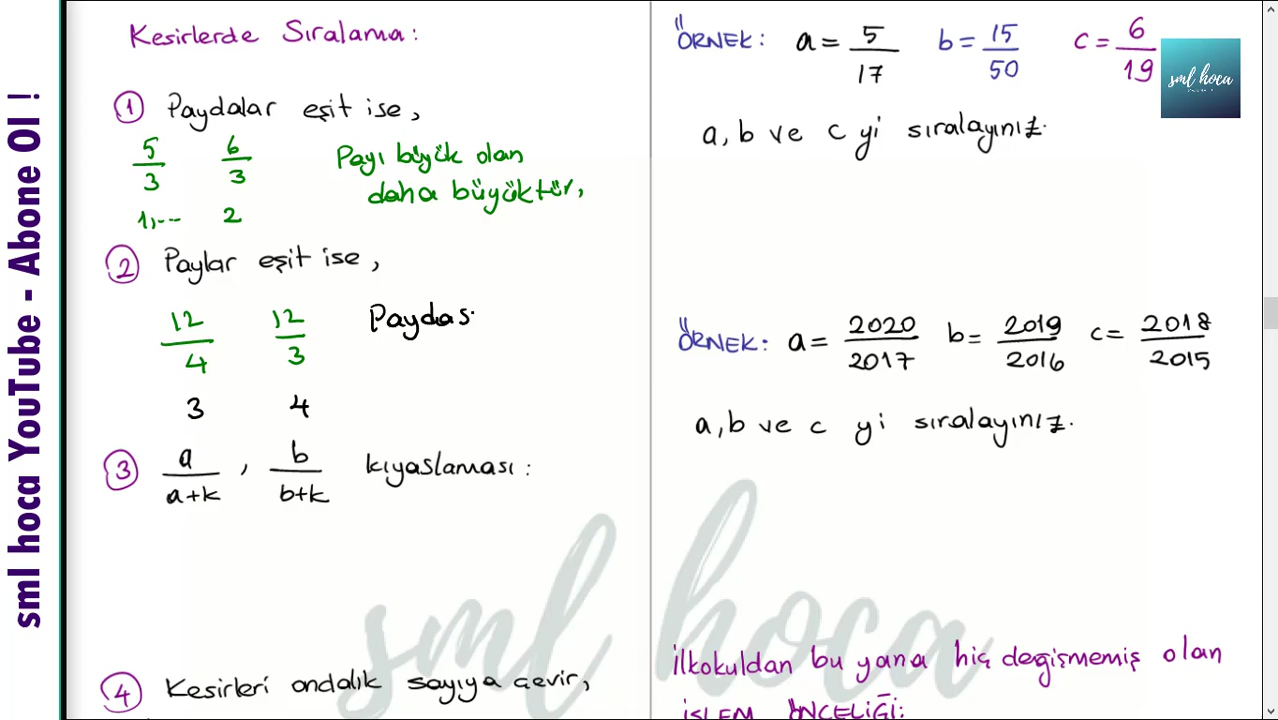 sml hoca YouTube - Abone Ol !
Kesirlerde Sıralama:
1 Paydalar eşit ise,
5/3 6/3 Payı büyük olan
daha büyüktür,
1,... 2
2 Paylar eşit ise,
12/4 12/3 Paydas
3 4
3 a/a+k , b/b+k kıyaslaması:
4 Kesirleri ondalık sayıya çevir,
ÖRNEK: a = 5/17 b = 15/50 c = 6/19
sml hoca
a, b ve c yi sıralayınız.
ÖRNEK: a = 2020/2017 b = 2019/2016 c = 2018/2015
a, b ve c yi sıralayınız.
sml hoca
İlkokuldan bu yana hiç değişmemiş olan
İŞLEM ÖNCELİĞİ: